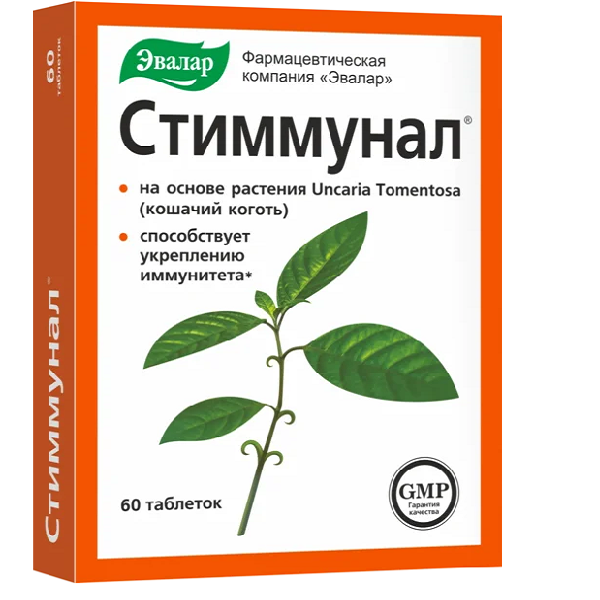 60
таблеток
Стиммунал
Эвалар
Фармацевтическая
компания «Эвалар»
Стиммунал®
на основе растения Uncaria Tomentosa
(кошачий коготь)
способствует
укреплению
иммунитета*
60 таблеток
GMP
Гарантия
качества